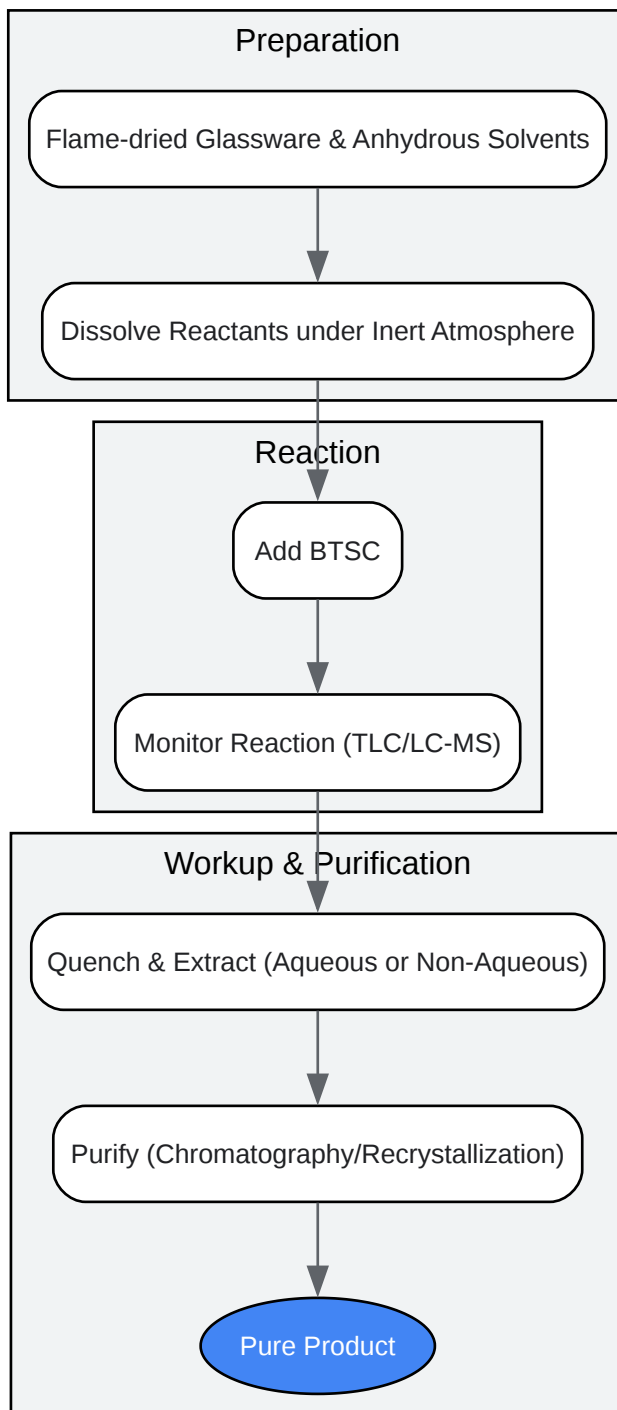 Preparation
Flame-dried Glassware & Anhydrous Solvents
Dissolve Reactants under Inert Atmosphere
Reaction
Add BTSC
Monitor Reaction (TLC/LC-MS)
Workup & Purification
Quench & Extract (Aqueous or Non-Aqueous)
Purify (Chromatography/Recrystallization)
Pure Product